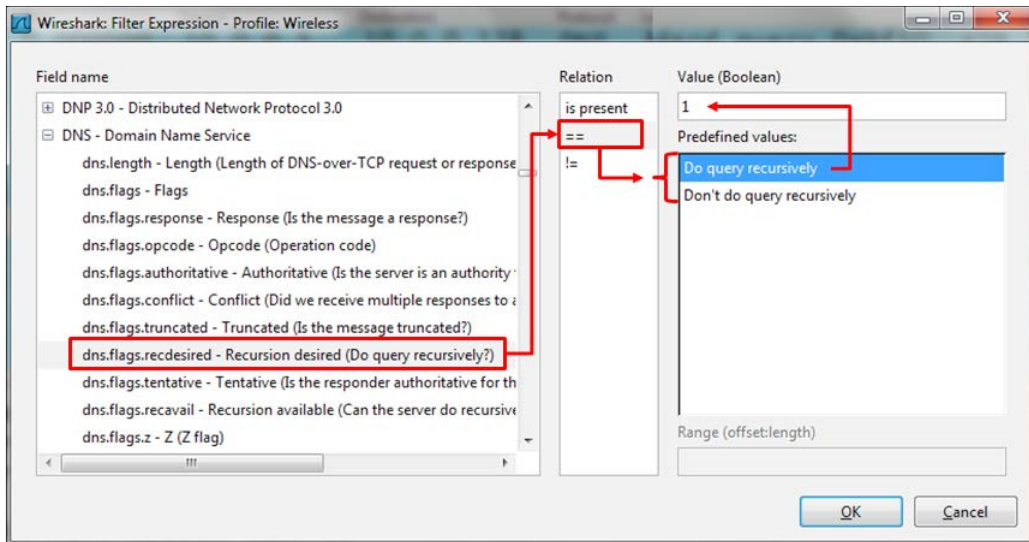 Wireshark: Filter Expression - Profile: Wireless
Field name
DNP 3.0 - Distributed Network Protocol 3.0
DNS - Domain Name Service
dns.length - Length (Length of DNS-over-TCP request or response
dns.flags - Flags
dns.flags.response - Response (Is the message a response?)
dns.flags.opcode - Opcode (Operation code)
dns.flags.authoritative - Authoritative (Is the server is an authority
dns.flags.conflict - Conflict (Did we receive multiple responses to a
dns.flags.truncated - Truncated (Is the message truncated?)
dns.flags.recdesired - Recursion desired (Do query recursively?)
dns.flags.tentative - Tentative (Is the responder authoritative for th
dns.flags.recavail - Recursion available (Can the server do recursive
dns.flags.z - Z (Z flag)
Relation
is present
==
!=
Value (Boolean)
1
Predefined values:
Do query recursively
Don't do query recursively
Range (offset:length)
OK
Cancel